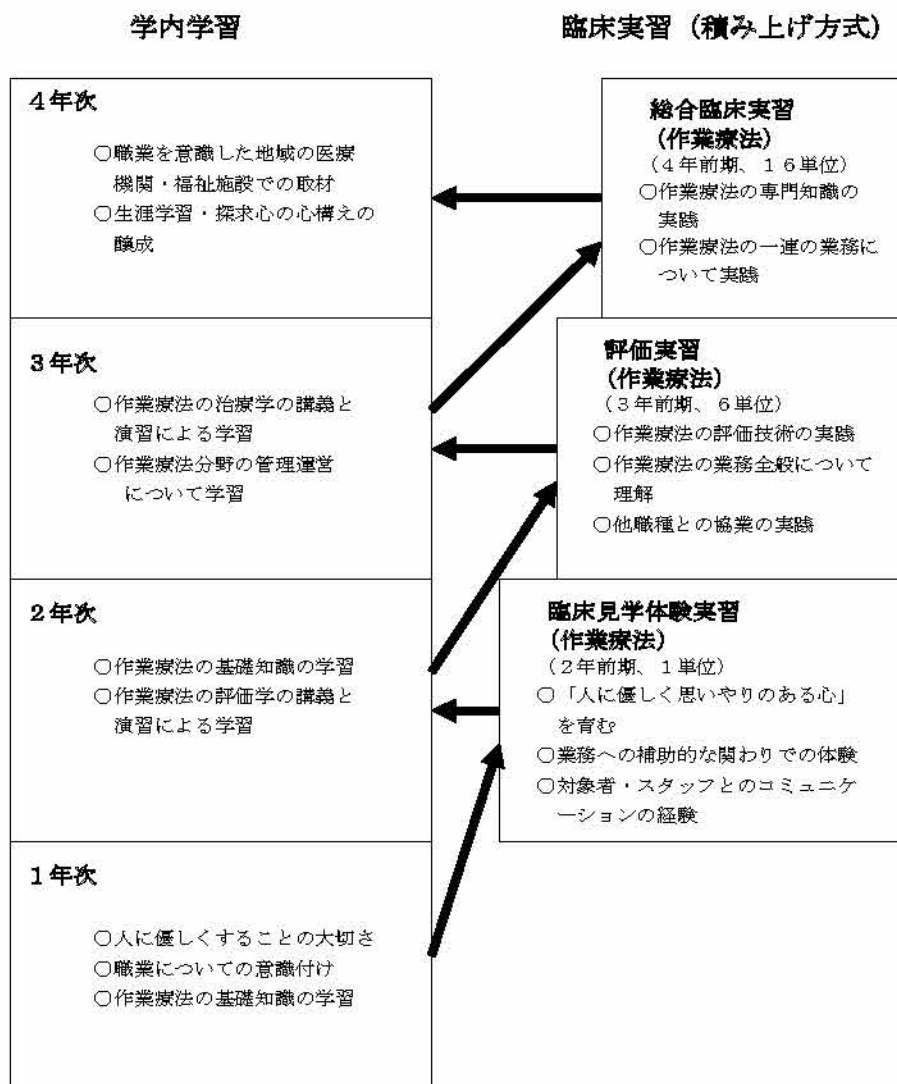 学内学習
臨床実習（積み上げ方式）
４年次
○職業を意識した地域の医療
機関・福祉施設での取材
○生涯学習・探求心の心構えの
醸成
総合臨床実習
(作業療法)
（４年前期、１６単位）
○作業療法の専門知識の
実践
○作業療法の一連の業務に
ついて実践
３年次
○作業療法の治療学の講義と
演習による学習
○作業療法分野の管理運営
について学習
評価実習
(作業療法)
（３年前期、６単位）
○作業療法の評価技術の実践
○作業療法の業務全般について
理解
○他職種との協業の実践
２年次
○作業療法の基礎知識の学習
○作業療法の評価学の講義と
演習による学習
臨床見学体験実習
(作業療法)
（２年前期、１単位）
○「人に優しく思いやりのある心」
を育む
○業務への補助的な関わりでの体験
○対象者・スタッフとのコミュニケ
ーションの経験
１年次
○人に優しくすることの大切さ
○職業についての意識付け
○作業療法の基礎知識の学習